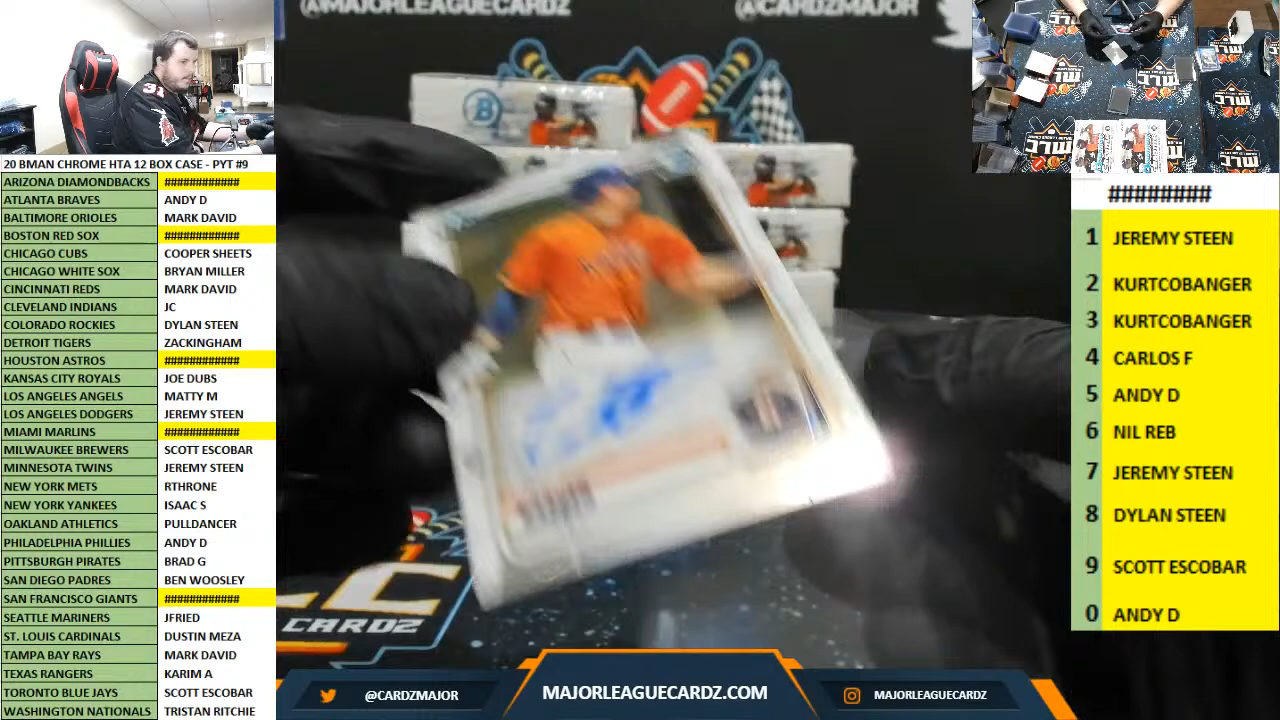 @MAJORLEAGUECARDZ
@CARDZMAJOR
20 BMAN CHROME HTA 12 BOX CASE - PYT #9
ARIZONA DIAMONDBACKS ############
ATLANTA BRAVES ANDY D
BALTIMORE ORIOLES MARK DAVID
BOSTON RED SOX ############
CHICAGO CUBS COOPER SHEETS
CHICAGO WHITE SOX BRYAN MILLER
CINCINNATI REDS MARK DAVID
CLEVELAND INDIANS JC
COLORADO ROCKIES DYLAN STEEN
DETROIT TIGERS ZACKINGHAM
HOUSTON ASTROS ############
KANSAS CITY ROYALS JOE DUBS
LOS ANGELES ANGELS MATTY M
LOS ANGELES DODGERS JEREMY STEEN
MIAMI MARLINS ############
MILWAUKEE BREWERS SCOTT ESCOBAR
MINNESOTA TWINS JEREMY STEEN
NEW YORK METS RTHRONE
NEW YORK YANKEES ISAAC S
OAKLAND ATHLETICS PULLDANCER
PHILADELPHIA PHILLIES ANDY D
PITTSBURGH PIRATES BRAD G
SAN DIEGO PADRES BEN WOOSLEY
SAN FRANCISCO GIANTS ############
SEATTLE MARINERS JFRIED
ST. LOUIS CARDINALS DUSTIN MEZA
TAMPA BAY RAYS MARK DAVID
TEXAS RANGERS KARIM A
TORONTO BLUE JAYS SCOTT ESCOBAR
WASHINGTON NATIONALS TRISTAN RITCHIE
########
1 JEREMY STEEN
2 KURTCOBANGER
3 KURTCOBANGER
4 CARLOS F
5 ANDY D
6 NIL REB
7 JEREMY STEEN
8 DYLAN STEEN
9 SCOTT ESCOBAR
0 ANDY D
31
B
LC
CARDZ
@CARDZMAJOR
MAJORLEAGUECARDZ.COM
MAJORLEAGUECARDZ